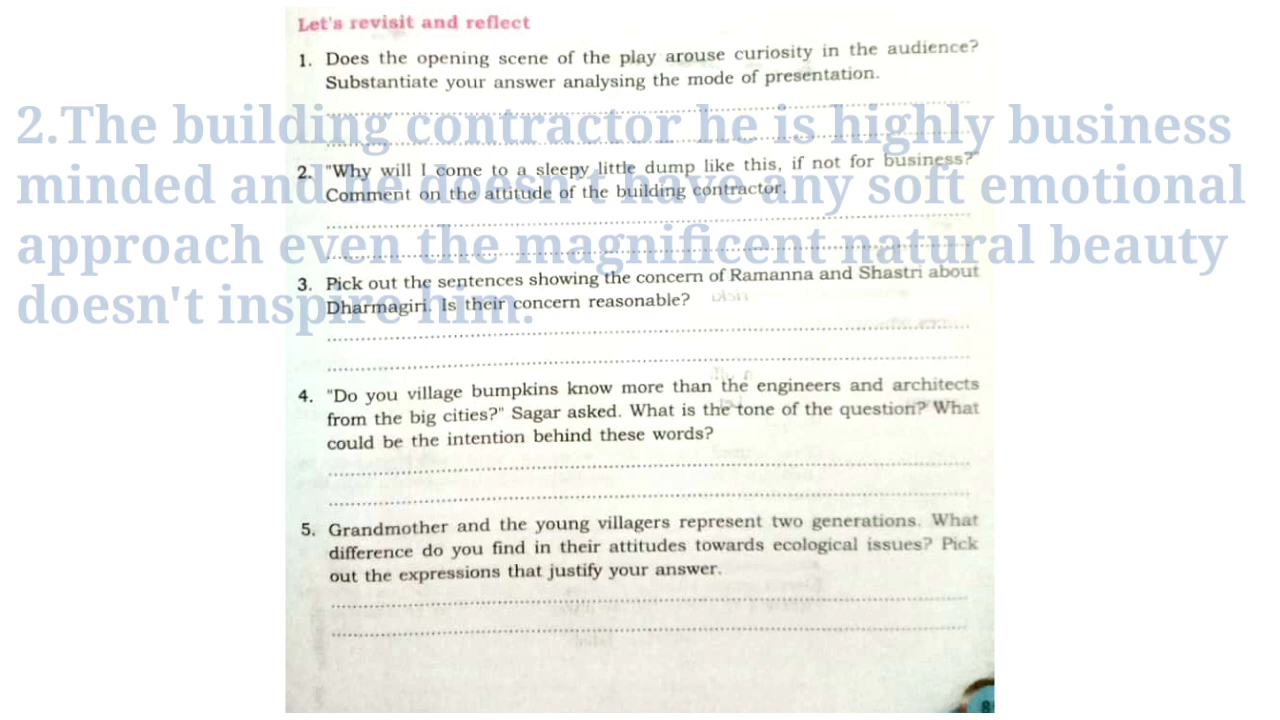 Let's revisit and reflect
1. Does the opening scene of the play arouse curiosity in the audience?
Substantiate your answer analysing the mode of presentation.
2.The building contractor he is highly business
minded and he doesn't have any soft emotional
approach even the magnificent natural beauty
doesn't inspire him.
2. "Why will I come to a sleepy little dump like this, if not for business?"
Comment on the attitude of the building contractor.
3. Pick out the sentences showing the concern of Ramanna and Shastri about
Dharmagiri. Is their concern reasonable?
4. "Do you village bumpkins know more than the engineers and architects
from the big cities?" Sagar asked. What is the tone of the question? What
could be the intention behind these words?
5. Grandmother and the young villagers represent two generations. What
difference do you find in their attitudes towards ecological issues? Pick
out the expressions that justify your answer.